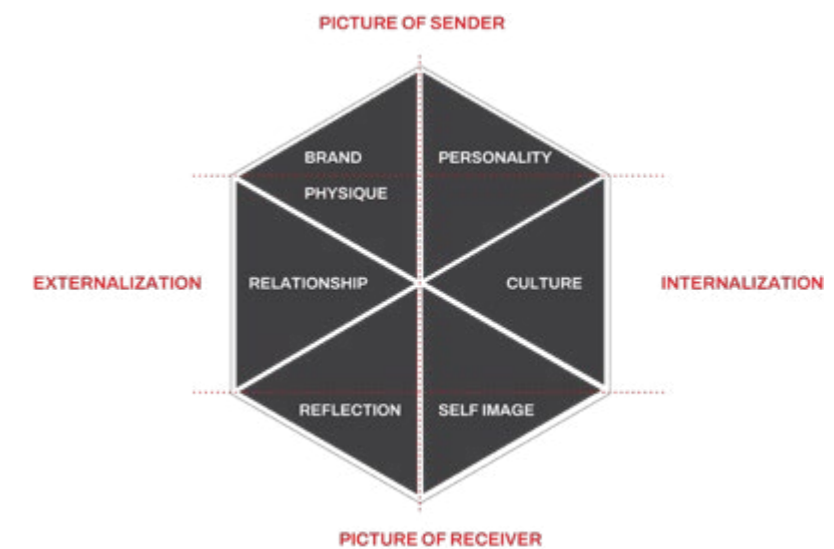 PICTURE OF SENDER
BRAND
PERSONALITY
PHYSIQUE
EXTERNALIZATION
RELATIONSHIP
CULTURE
INTERNALIZATION
REFLECTION
SELF IMAGE
PICTURE OF RECEIVER